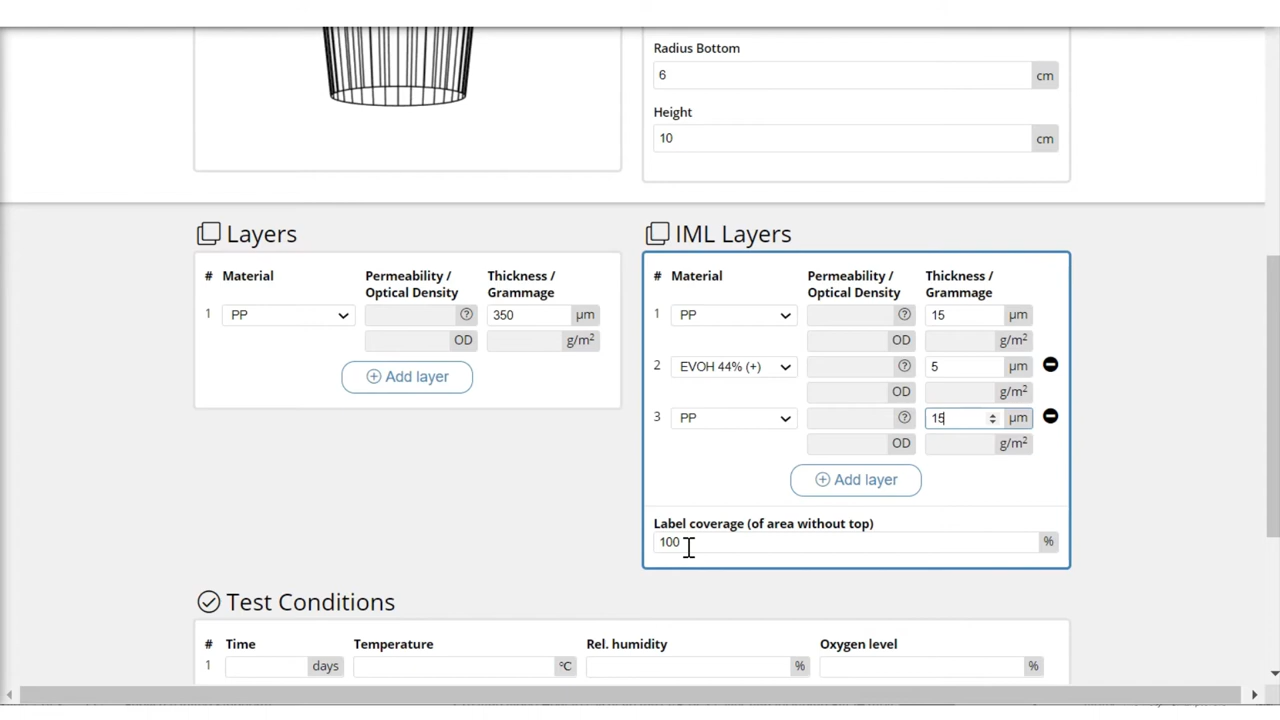 Radius Bottom
6 cm
Height
10 cm
Layers
# Material Permeability / Optical Density Thickness / Grammage
1 PP 350 µm
OD g/m2
Add layer
IML Layers
# Material Permeability / Optical Density Thickness / Grammage
1 PP 15 µm
OD g/m2
2 EVOH 44% (+) 5 µm
OD g/m2
3 PP 15 µm
OD g/m2
Add layer
Label coverage (of area without top)
100 %
Test Conditions
# Time Temperature Rel. humidity Oxygen level
1 days °C % %